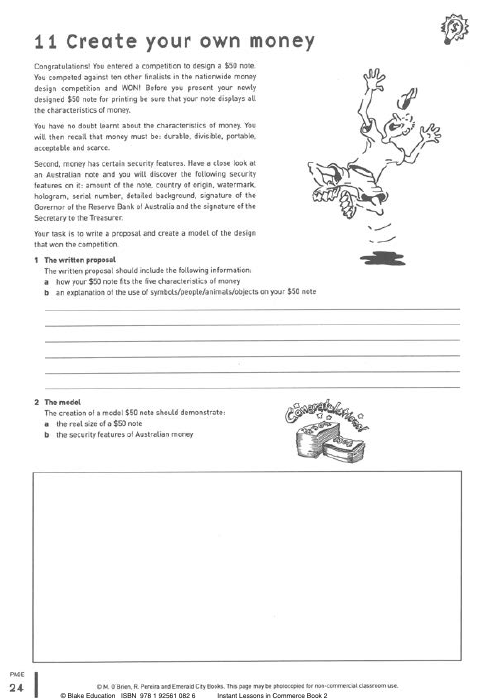 11 Create your own money
Congratulations! You entered a competition to design a $50 note.
You competed against ten other finalists in the nationwide money
design competition and WON! Before you present your newly
designed $50 note for printing be sure that your note displays all
the characteristics of money.
You have no doubt learnt about the characteristics of money. You
will then recall that money must be: durable, divisible, portable,
acceptable and scarce.
Second, money has certain security features. Have a close look at
an Australian note and you will discover the following security
features on it: amount of the note, country of origin, watermark,
hologram, serial number, detailed background, signature of the
Governor of the Reserve Bank of Australia and the signature of the
Secretary to the Treasurer.
Your task is to write a proposal and create a model of the design
that won the competition.
1 The written proposal
The written proposal should include the following information:
a how your $50 note fits the five characteristics of money
b an explanation of the use of symbols/people/animals/objects on your $50 note
2 The model
The creation of a model $50 note should demonstrate:
a the real size of a $50 note
b the security features of Australian money
Congratulations!
PAGE
24
© M. O'Brien, R. Pereira and Emerald City Books. This page may be photocopied for non-commercial classroom use.
© Blake Education ISBN 978 1 92561 082 6 Instant Lessons in Commerce Book 2